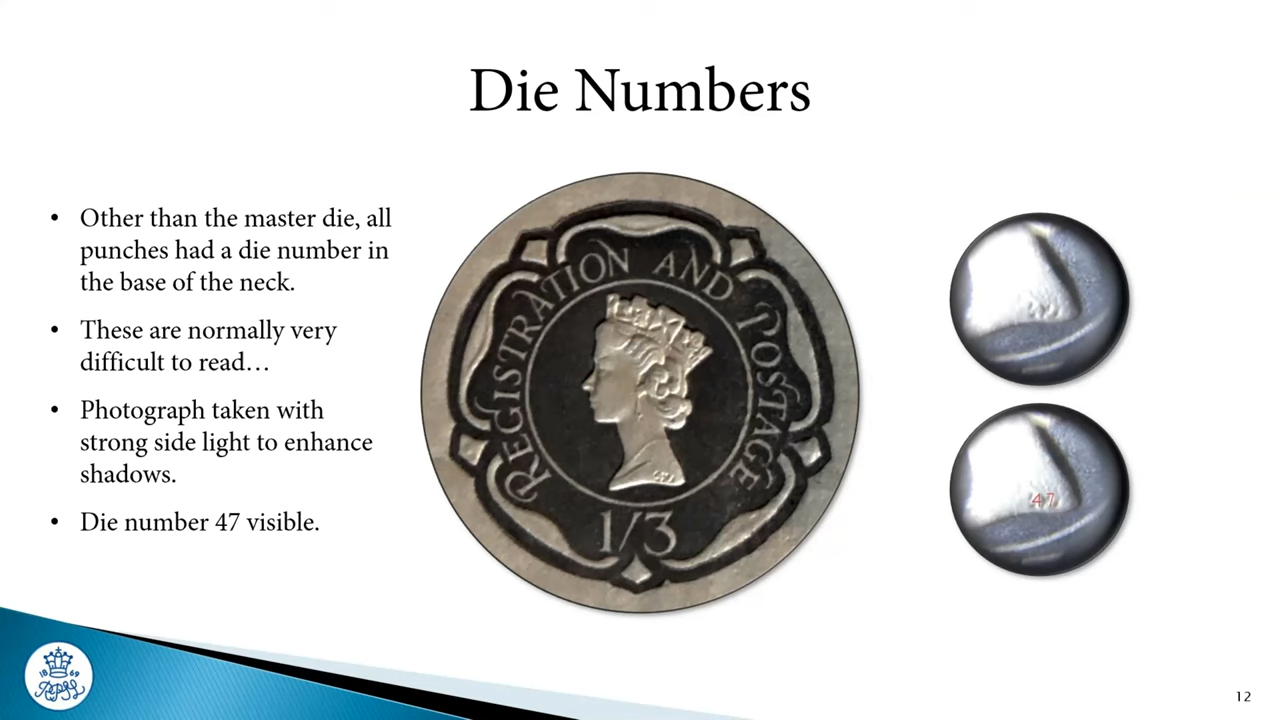 Die Numbers
• Other than the master die, all
punches had a die number in
the base of the neck.
• These are normally very
difficult to read…
• Photograph taken with
strong side light to enhance
shadows.
• Die number 47 visible.
REGISTRATION AND POSTAGE
1/3
47
1869
RPSL
12